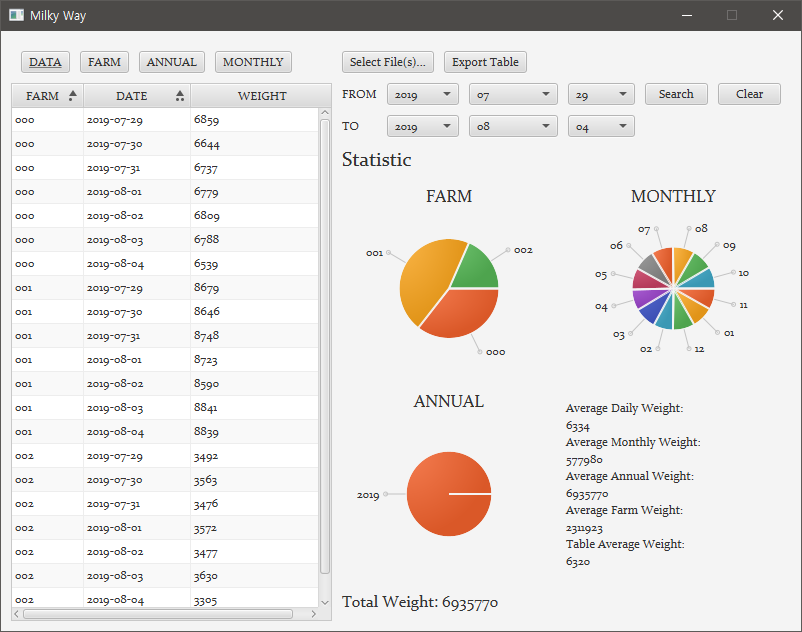 Milky Way
DATA FARM ANNUAL MONTHLY Select File(s)... Export Table
FARM DATE WEIGHT
000 2019-07-29 6859
000 2019-07-30 6644
000 2019-07-31 6737
000 2019-08-01 6779
000 2019-08-02 6809
000 2019-08-03 6788
000 2019-08-04 6539
001 2019-07-29 8679
001 2019-07-30 8646
001 2019-07-31 8748
001 2019-08-01 8723
001 2019-08-02 8590
001 2019-08-03 8841
001 2019-08-04 8839
002 2019-07-29 3492
002 2019-07-30 3563
002 2019-07-31 3476
002 2019-08-01 3572
002 2019-08-02 3477
002 2019-08-03 3630
002 2019-08-04 3305
FROM 2019 07 29 Search Clear
TO 2019 08 04
Statistic
FARM
001 002
000
MONTHLY
07 08
06 09
05 10
04 11
03 01
02 12
ANNUAL
2019
Average Daily Weight:
6334
Average Monthly Weight:
577980
Average Annual Weight:
6935770
Average Farm Weight:
2311923
Table Average Weight:
6320
Total Weight: 6935770